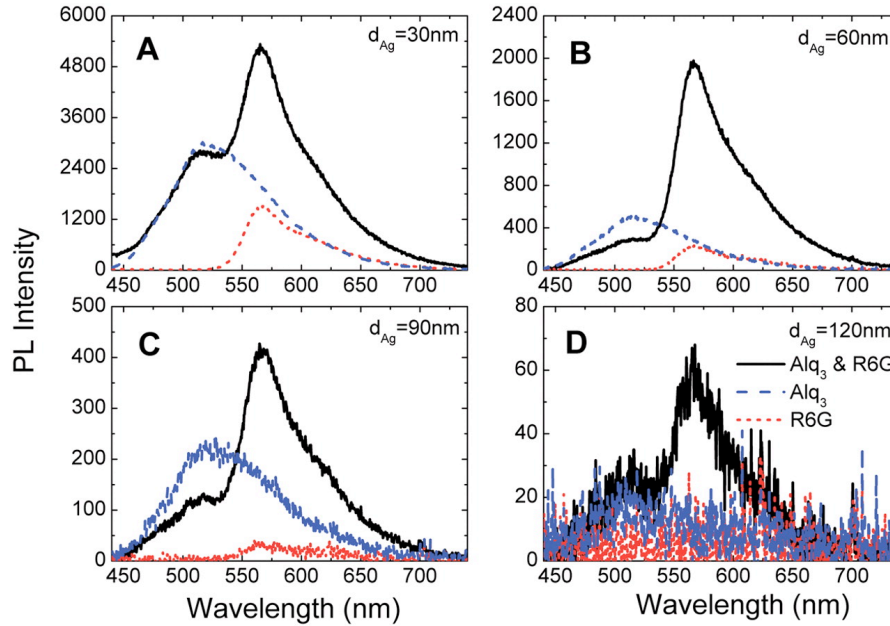 A
d_Ag=30nm
6000
4800
3600
2400
1200
0
450 500 550 600 650 700
B
d_Ag=60nm
2400
2000
1600
1200
800
400
0
450 500 550 600 650 700
PL Intensity
C
d_Ag=90nm
500
400
300
200
100
0
450 500 550 600 650 700
Wavelength (nm)
D
d_Ag=120nm
Alq₃ & R6G
Alq₃
R6G
80
60
40
20
0
450 500 550 600 650 700
Wavelength (nm)